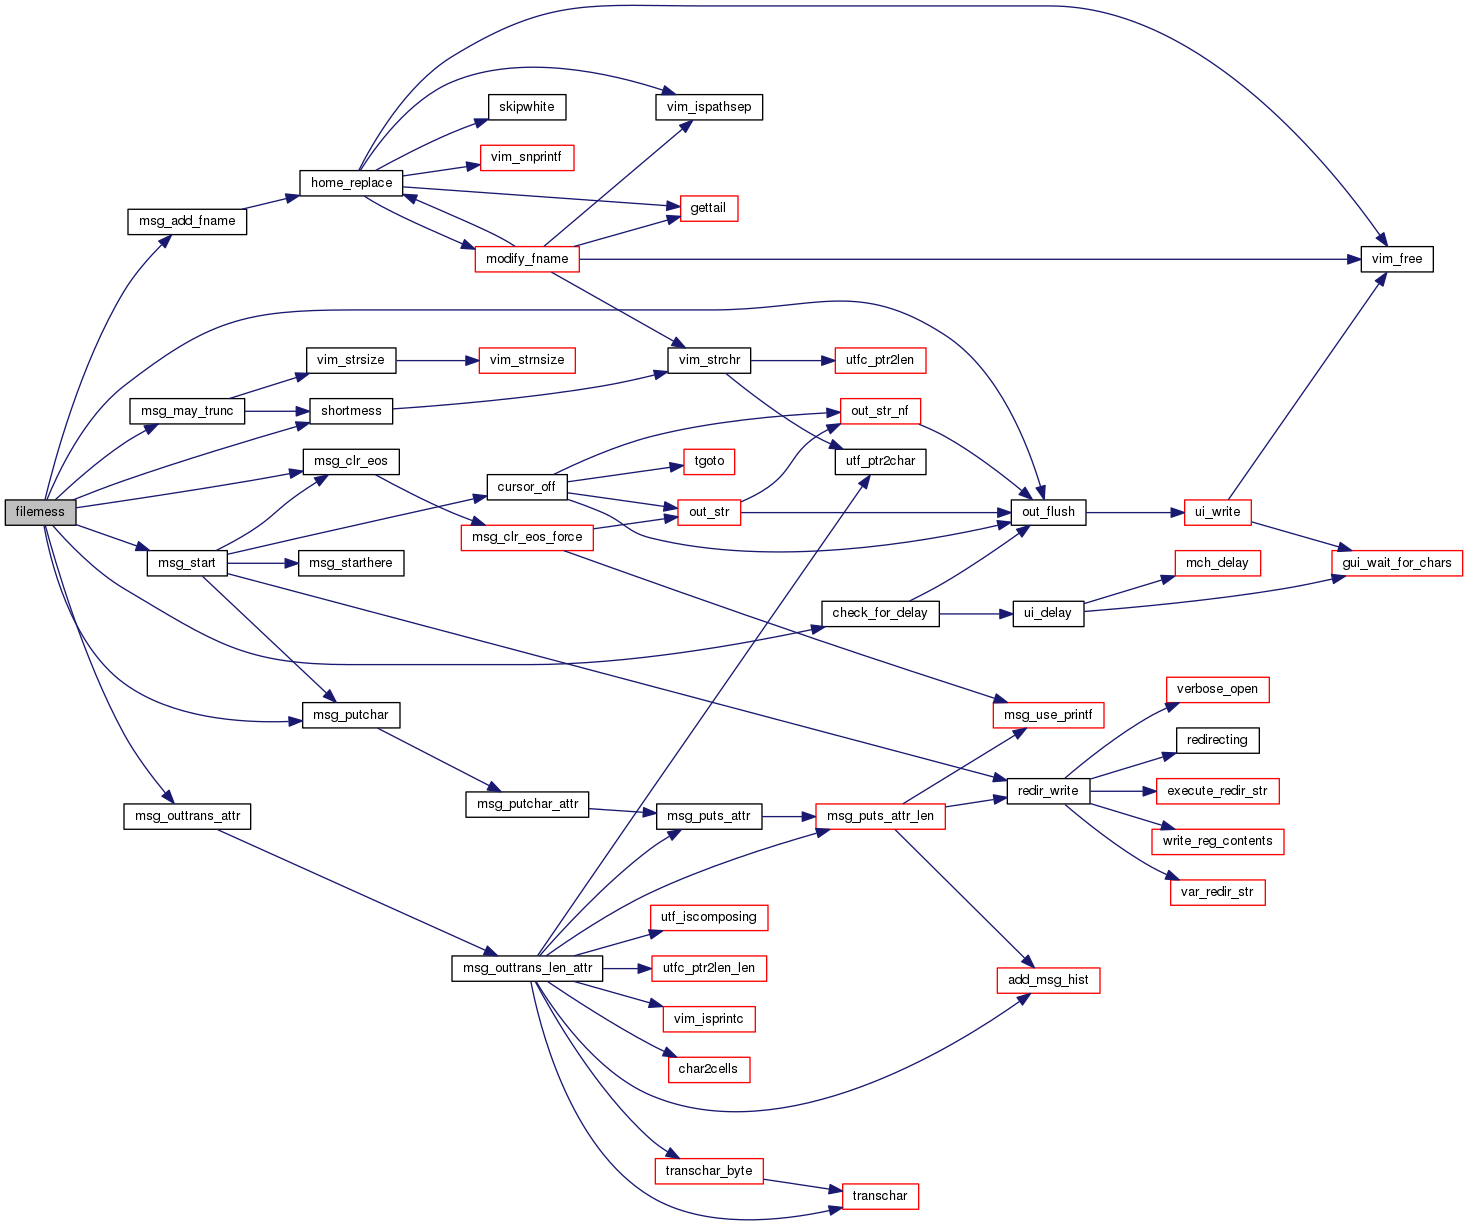 skipwhite
vim_ispathsep
vim_snprintf
home_replace
gettail
msg_add_fname
modify_fname
vim_free
vim_strsize
vim_strnsize
vim_strchr
utfc_ptr2len
msg_may_trunc
shortmess
out_str_nf
msg_clr_eos
tgoto
utf_ptr2char
cursor_off
filemess
out_str
out_flush
ui_write
msg_clr_eos_force
msg_start
msg_starthere
mch_delay
gui_wait_for_chars
check_for_delay
ui_delay
verbose_open
msg_putchar
msg_use_printf
redirecting
redir_write
execute_redir_str
msg_putchar_attr
msg_outtrans_attr
msg_puts_attr
msg_puts_attr_len
write_reg_contents
var_redir_str
utf_iscomposing
msg_outtrans_len_attr
utfc_ptr2len_len
add_msg_hist
vim_isprintc
char2cells
transchar_byte
transchar